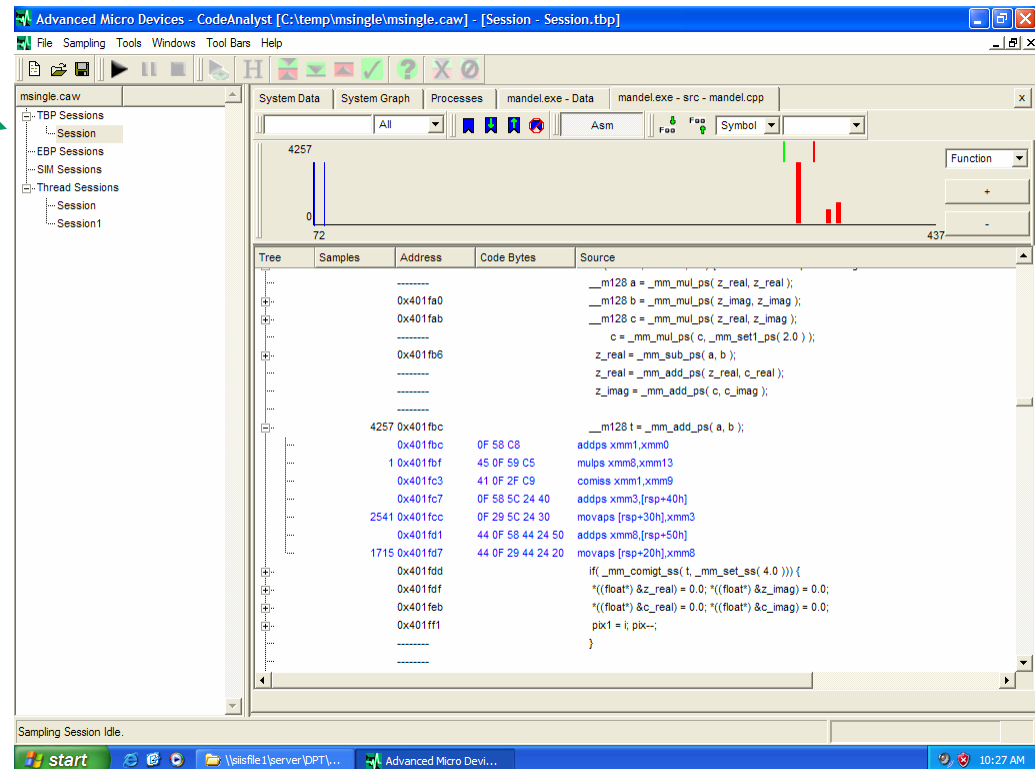 Advanced Micro Devices - CodeAnalyst [C:\temp\msingle\msingle.caw] - [Session - Session.tbp]
File Sampling Tools Windows Tool Bars Help
msingle.caw
TBP Sessions
Session
EBP Sessions
SIM Sessions
Thread Sessions
Session
Session1
System Data System Graph Processes mandel.exe - Data mandel.exe - src - mandel.cpp x
All Asm Foo Foo Symbol
4257
0
72 437
Function
+
-
Tree Samples Address Code Bytes Source
-------- __m128 a = _mm_mul_ps( z_real, z_real );
0x401fa0 __m128 b = _mm_mul_ps( z_imag, z_imag );
0x401fab __m128 c = _mm_mul_ps( z_real, z_imag );
-------- c = _mm_mul_ps( c, _mm_set1_ps( 2.0 ) );
0x401fb6 z_real = _mm_sub_ps( a, b );
-------- z_real = _mm_add_ps( z_real, c_real );
-------- z_imag = _mm_add_ps( c, c_imag );
--------
4257 0x401fbc __m128 t = _mm_add_ps( a, b );
0x401fbc 0F 58 C8 addps xmm1,xmm0
1 0x401fbf 45 0F 59 C5 mulps xmm8,xmm13
0x401fc3 41 0F 2F C9 comiss xmm1,xmm9
0x401fc7 0F 58 5C 24 40 addps xmm3,[rsp+40h]
2541 0x401fcc 0F 29 5C 24 30 movaps [rsp+30h],xmm3
0x401fd1 44 0F 58 44 24 50 addps xmm8,[rsp+50h]
1715 0x401fd7 44 0F 29 44 24 20 movaps [rsp+20h],xmm8
0x401fdd if( _mm_comigt_ss( t, _mm_set_ss( 4.0 ))) {
0x401fdf *((float*) &z_real) = 0.0; *((float*) &z_imag) = 0.0;
0x401feb *((float*) &c_real) = 0.0; *((float*) &c_imag) = 0.0;
0x401ff1 pix1 = i; pix--;
-------- }
--------
Sampling Session Idle.
start \\siisfile1\server\DPT\... Advanced Micro Devi... 10:27 AM